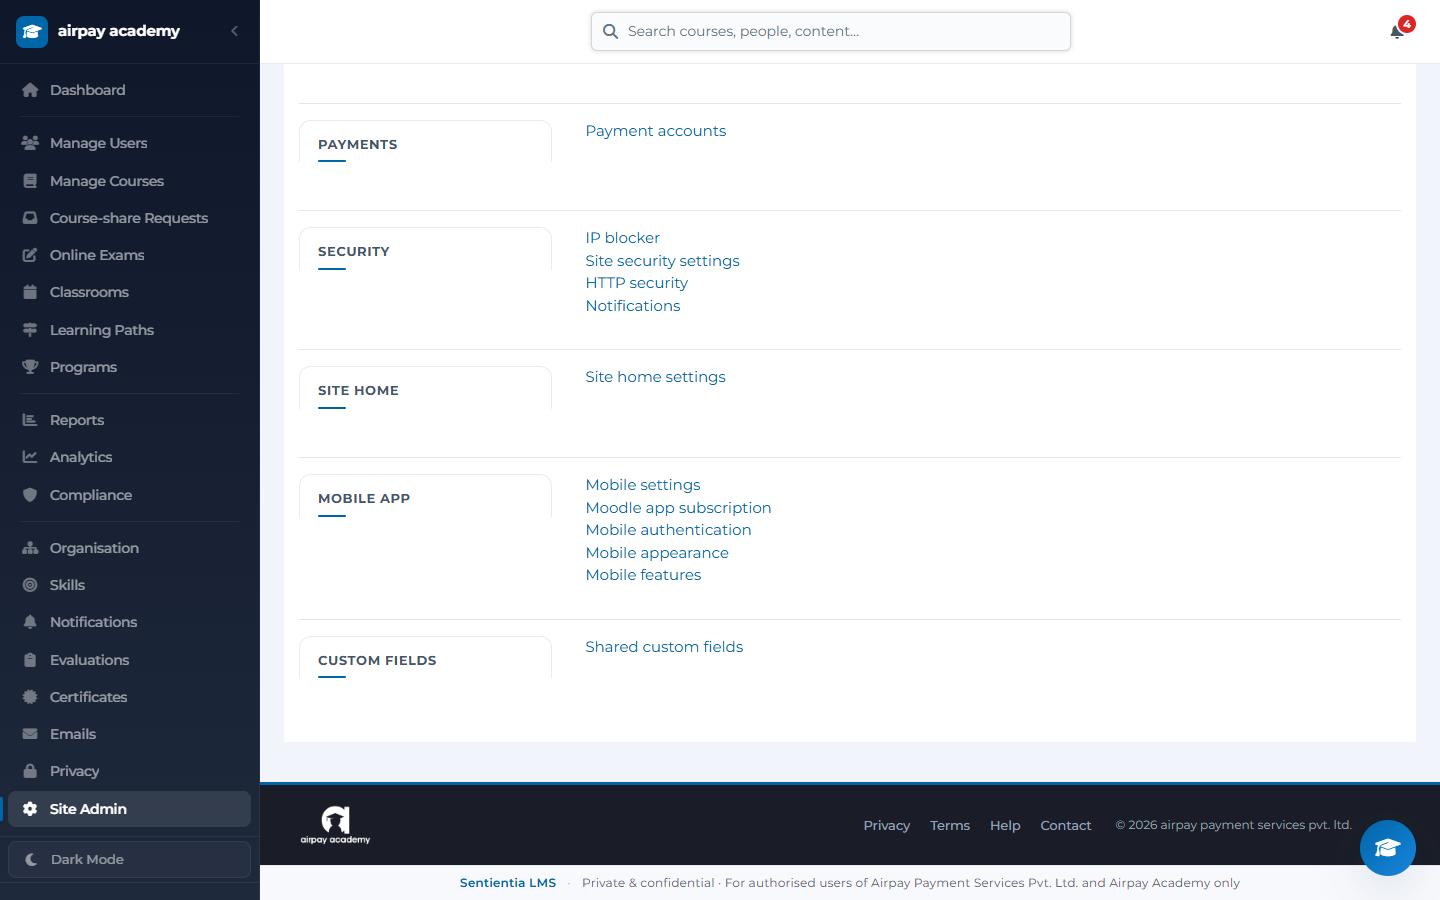 airpay academy
Search courses, people, content...
4
Dashboard
Manage Users
Manage Courses
Course-share Requests
Online Exams
Classrooms
Learning Paths
Programs
Reports
Analytics
Compliance
Organisation
Skills
Notifications
Evaluations
Certificates
Emails
Privacy
Site Admin
Dark Mode
PAYMENTS
Payment accounts
SECURITY
IP blocker
Site security settings
HTTP security
Notifications
SITE HOME
Site home settings
MOBILE APP
Mobile settings
Moodle app subscription
Mobile authentication
Mobile appearance
Mobile features
CUSTOM FIELDS
Shared custom fields
airpay academy
Privacy Terms Help Contact © 2026 airpay payment services pvt. ltd.
Sentientia LMS · Private & confidential · For authorised users of Airpay Payment Services Pvt. Ltd. and Airpay Academy only